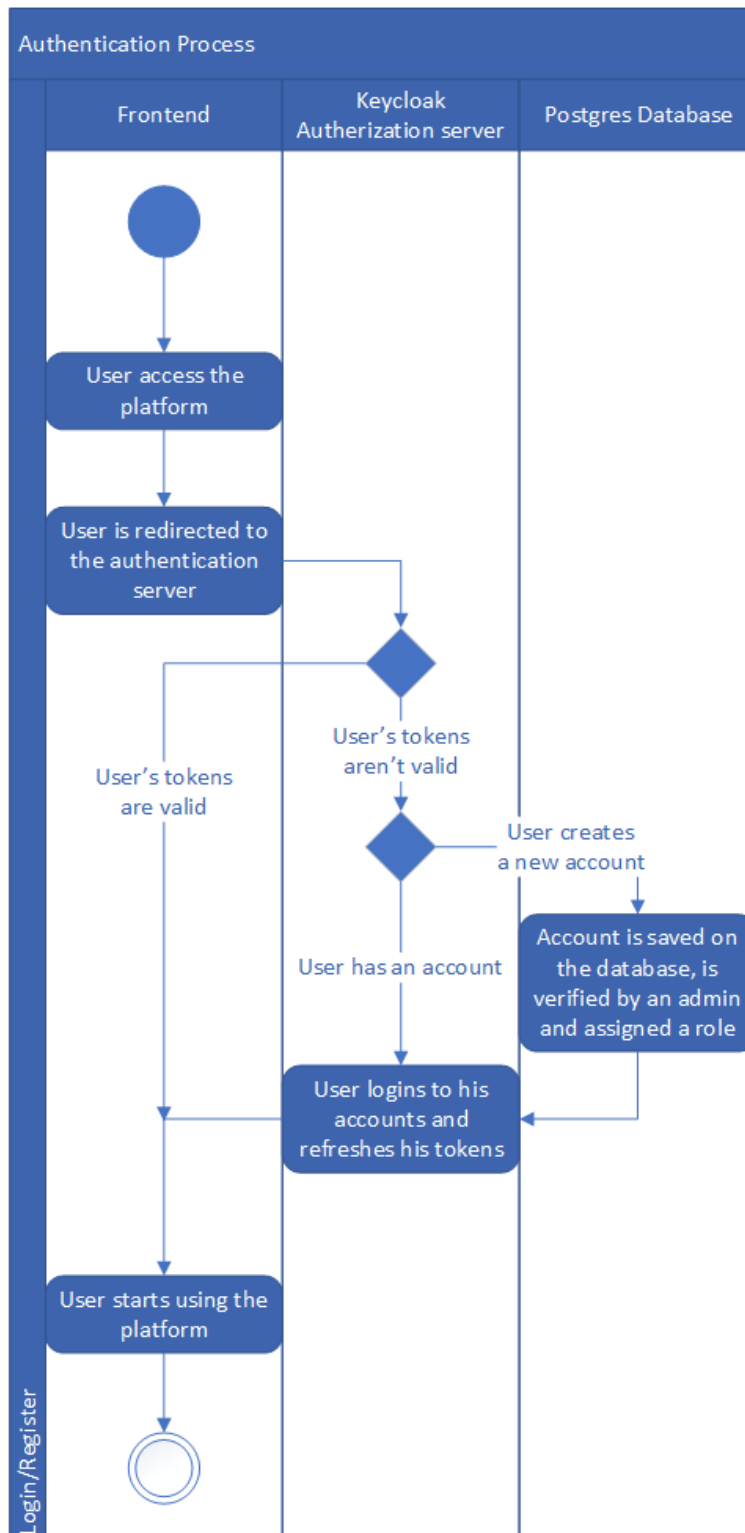 Authentication Process
Frontend
Keycloak
Autherization server
Postgres Database
User access the
platform
User is redirected to
the authentication
server
User's tokens
aren't valid
User's tokens
are valid
User creates
a new account
Account is saved on
the database, is
verified by an admin
and assigned a role
User has an account
User logins to his
accounts and
refreshes his tokens
User starts using the
platform
Login/Register